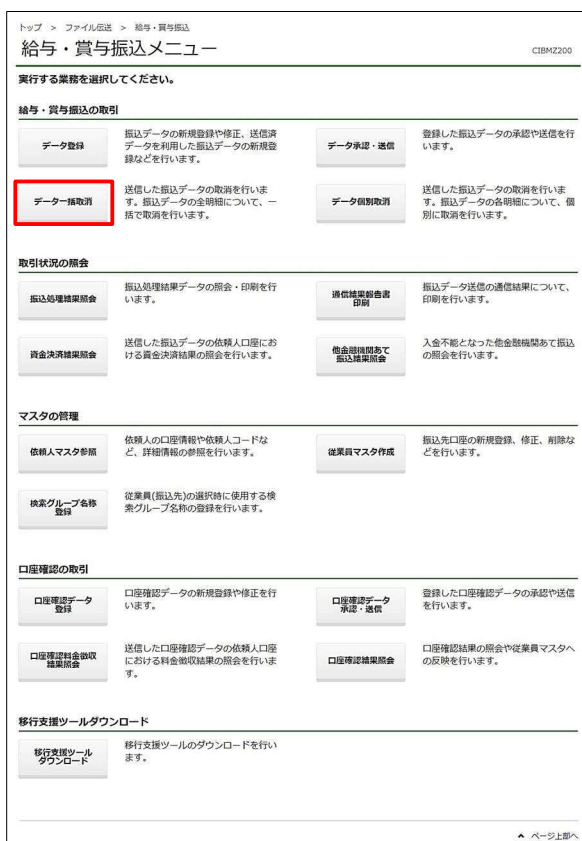 トップ > ファイル伝送 > 給与・賞与振込
給与・賞与振込メニュー
CIBMZ200
実行する業務を選択してください。
給与・賞与振込の取引
データ登録
振込データの新規登録や修正、送信済
データを利用した振込データの新規登
録などを行います。
データ承認・送信
登録した振込データの承認や送信を行
います。
データ一括取消
送信した振込データの取消を行いま
す。振込データの全明細について、一
括で取消を行います。
データ個別取消
送信した振込データの取消を行いま
す。振込データの各明細について、個
別に取消を行います。
取引状況の照会
振込処理結果照会
振込処理結果データの照会・印刷を行
います。
通信結果報告書
印刷
振込データ送信の通信結果について、
印刷を行います。
資金決済結果照会
送信した振込データの依頼人口座にお
ける資金決済結果の照会を行います。
他金融機関あて
振込結果照会
入金不能となった他金融機関あて振込
の照会を行います。
マスタの管理
依頼人マスタ参照
依頼人の口座情報や依頼人コードな
ど、詳細情報の参照を行います。
従業員マスタ作成
振込先口座の新規登録、修正、削除な
どを行います。
検索グループ名称
登録
従業員(振込先)の選択時に使用する検
索グループ名称の登録を行います。
口座確認の取引
口座確認データ
登録
口座確認データの新規登録や修正を行
います。
口座確認データ
承認・送信
登録した口座確認データの承認や送信
を行います。
口座確認料金徴収
結果照会
送信した口座確認データの依頼人口座
における料金徴収結果の照会を行いま
す。
口座確認結果照会
口座確認結果の照会や従業員マスタへ
の反映を行います。
移行支援ツールダウンロード
移行支援ツール
ダウンロード
移行支援ツールのダウンロードを行い
ます。
ページ上部へ